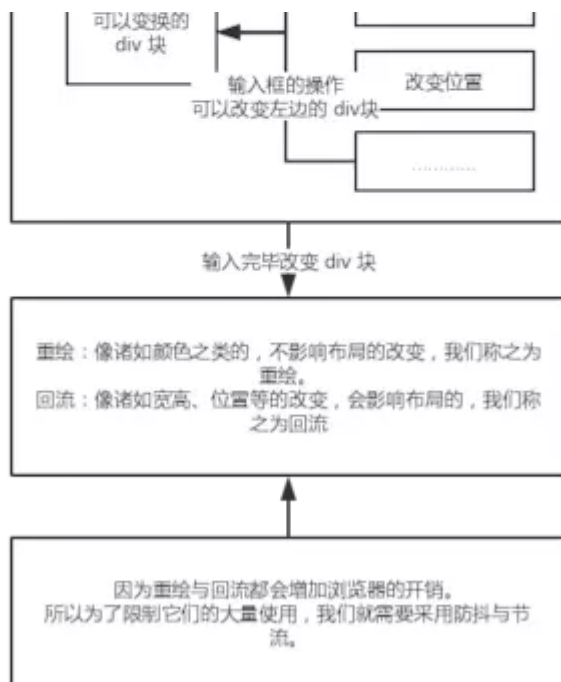 可以变换的
div 块
输入框的操作
可以改变左边的 div块
改变位置
…………
输入完毕改变 div 块
重绘：像诸如颜色之类的，不影响布局的改变，我们称之为
重绘。
回流：像诸如宽高、位置等的改变，会影响布局的，我们称
之为回流
因为重绘与回流都会增加浏览器的开销。
所以为了限制它们的大量使用，我们就需要采用防抖与节
流。